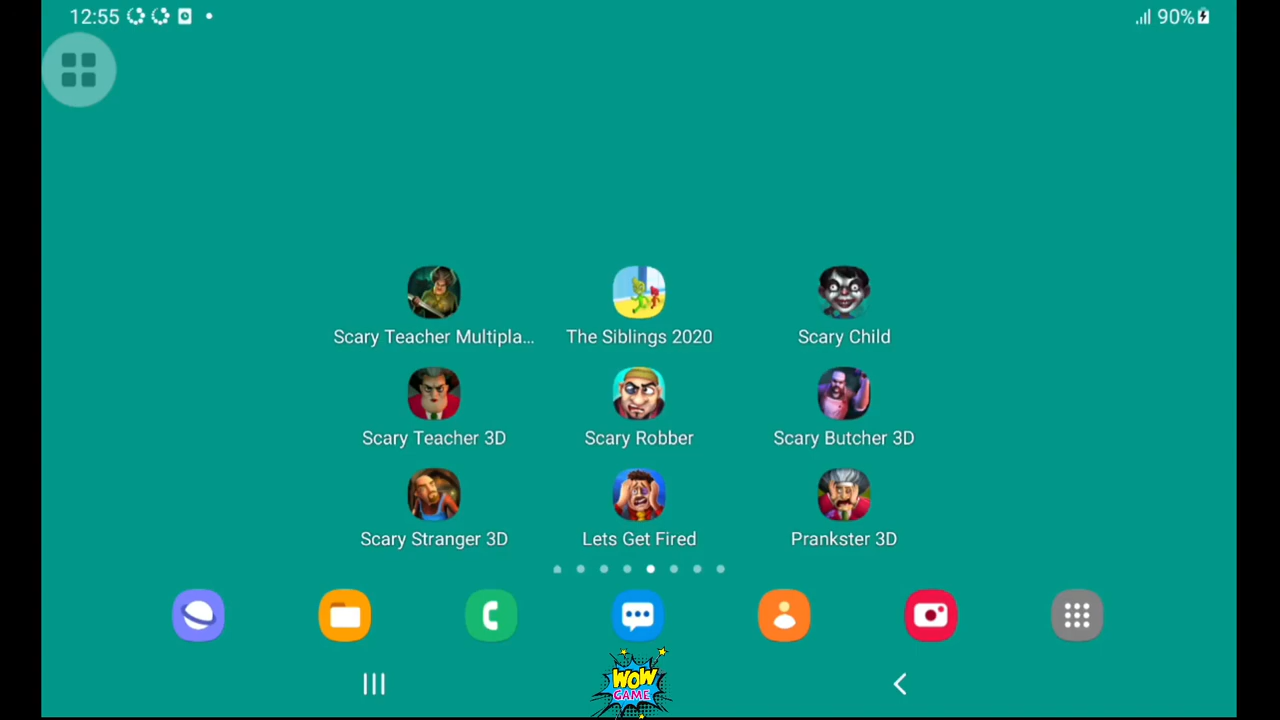 12:55
90%
Scary Teacher Multipla...
The Siblings 2020
Scary Child
Scary Teacher 3D
Scary Robber
Scary Butcher 3D
Scary Stranger 3D
Lets Get Fired
Prankster 3D
WOW
GAME